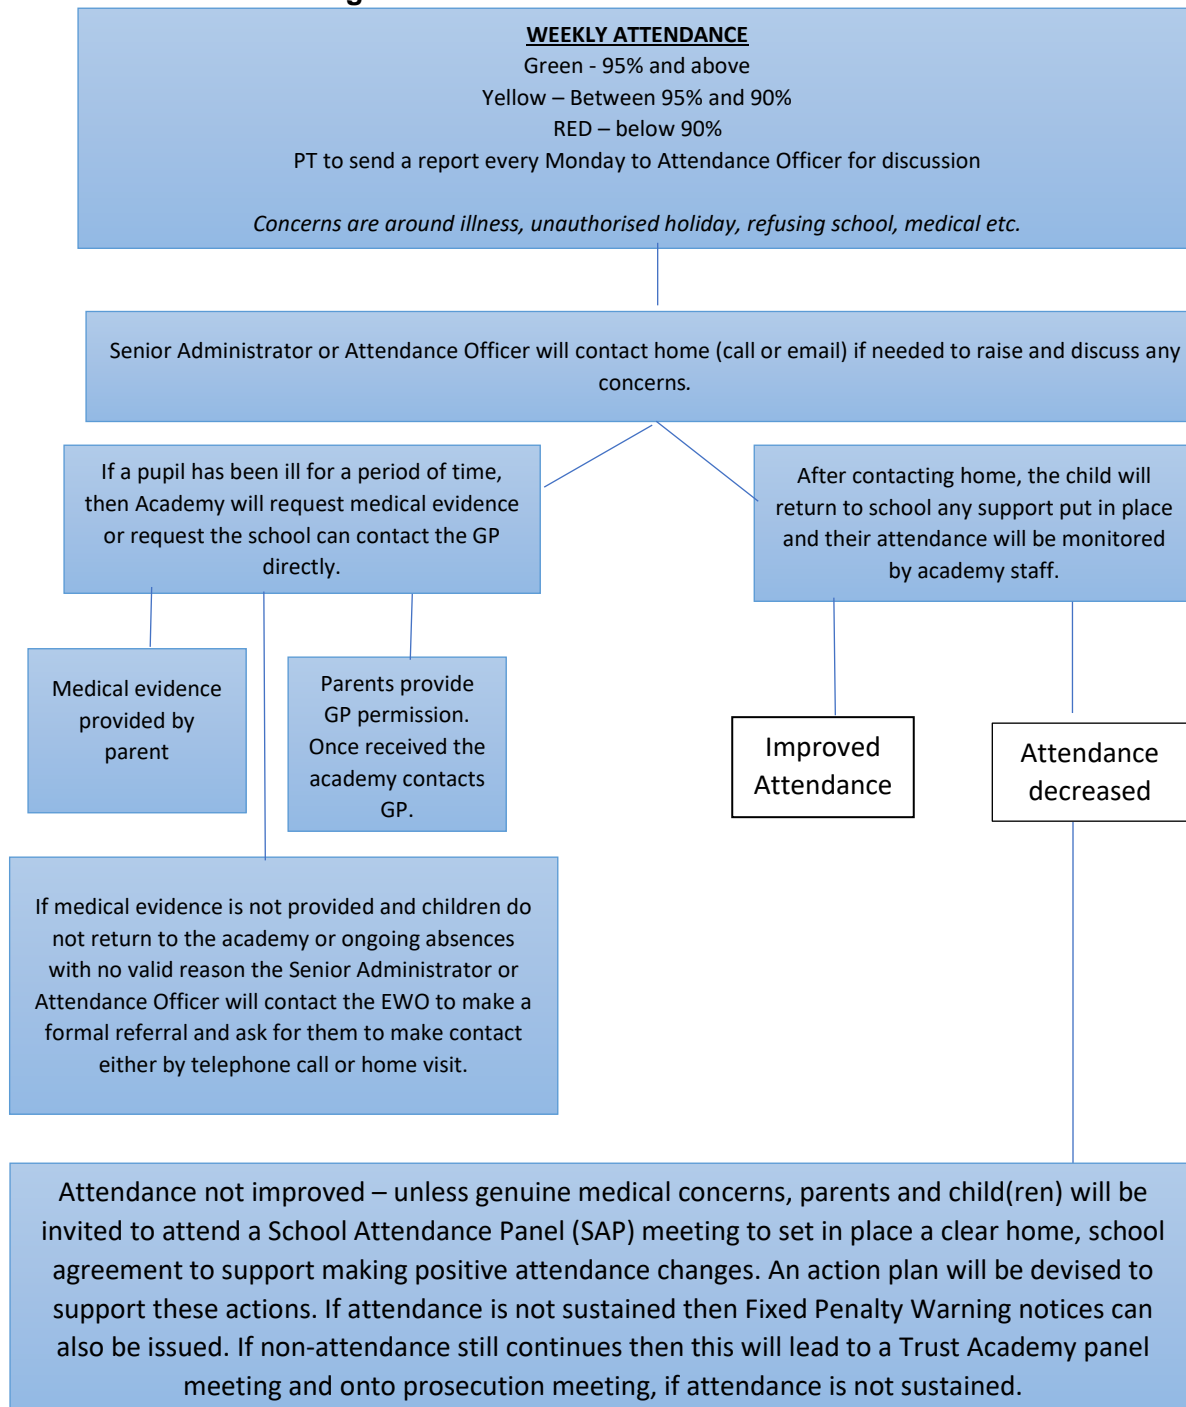 WEEKLY ATTENDANCE
Green - 95% and above
Yellow – Between 95% and 90%
RED – below 90%
PT to send a report every Monday to Attendance Officer for discussion
Concerns are around illness, unauthorised holiday, refusing school, medical etc.
Senior Administrator or Attendance Officer will contact home (call or email) if needed to raise and discuss any
concerns.
If a pupil has been ill for a period of time,
then Academy will request medical evidence
or request the school can contact the GP
directly.
After contacting home, the child will
return to school any support put in place
and their attendance will be monitored
by academy staff.
Medical evidence
provided by
parent
Parents provide
GP permission.
Once received the
academy contacts
GP.
Improved
Attendance
Attendance
decreased
If medical evidence is not provided and children do
not return to the academy or ongoing absences
with no valid reason the Senior Administrator or
Attendance Officer will contact the EWO to make a
formal referral and ask for them to make contact
either by telephone call or home visit.
Attendance not improved – unless genuine medical concerns, parents and child(ren) will be
invited to attend a School Attendance Panel (SAP) meeting to set in place a clear home, school
agreement to support making positive attendance changes. An action plan will be devised to
support these actions. If attendance is not sustained then Fixed Penalty Warning notices can
also be issued. If non-attendance still continues then this will lead to a Trust Academy panel
meeting and onto prosecution meeting, if attendance is not sustained.